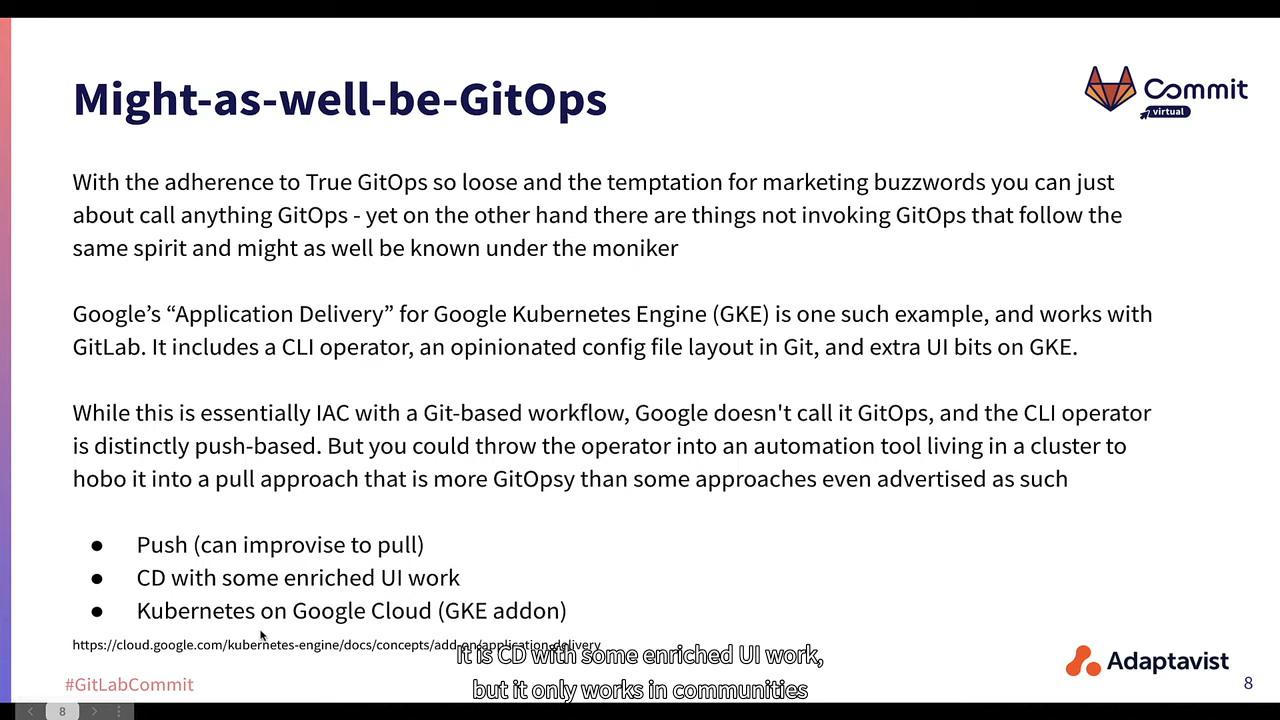 Might-as-well-be-GitOps
Commit
virtual
With the adherence to True GitOps so loose and the temptation for marketing buzzwords you can just
about call anything GitOps - yet on the other hand there are things not invoking GitOps that follow the
same spirit and might as well be known under the moniker
Google’s “Application Delivery” for Google Kubernetes Engine (GKE) is one such example, and works with
GitLab. It includes a CLI operator, an opinionated config file layout in Git, and extra UI bits on GKE.
While this is essentially IAC with a Git-based workflow, Google doesn't call it GitOps, and the CLI operator
is distinctly push-based. But you could throw the operator into an automation tool living in a cluster to
hobo it into a pull approach that is more GitOpsy than some approaches even advertised as such
● Push (can improvise to pull)
● CD with some enriched UI work
● Kubernetes on Google Cloud (GKE addon)
https://cloud.google.com/kubernetes-engine/docs/concepts/add-on/application-delivery
It is CD with some enriched UI work,
but it only works in communities
Adaptavist
#GitLabCommit
8
8